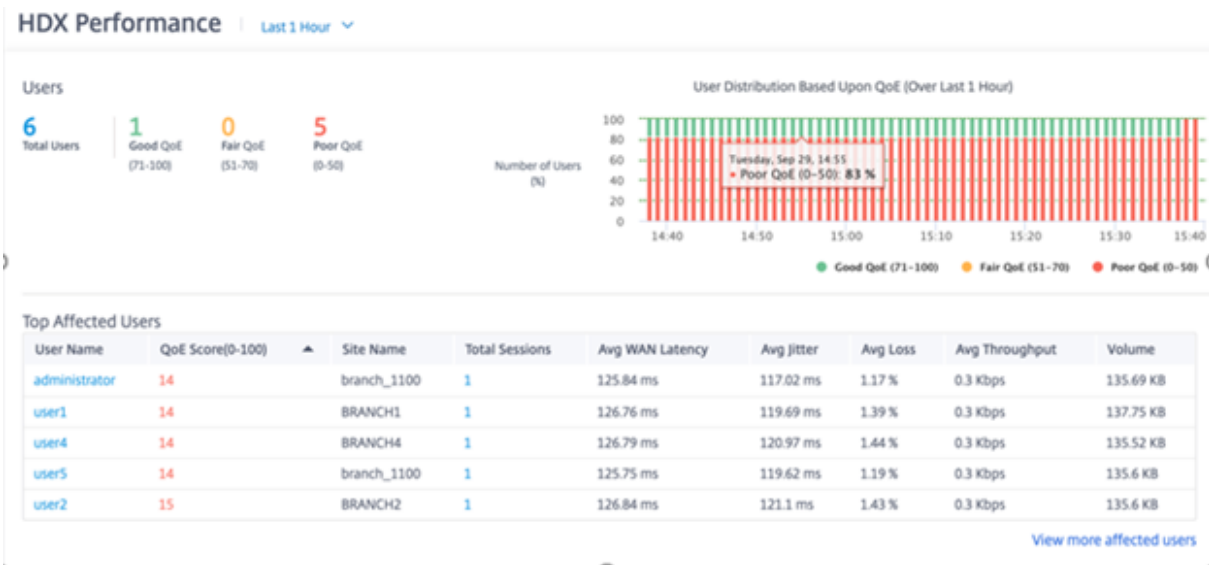 HDX Performance Last 1 Hour
Users
6 1 0 5
Total Users Good QoE Fair QoE Poor QoE
(71-100) (51-70) (0-50)
User Distribution Based Upon QoE (Over Last 1 Hour)
Number of Users
(%)
100
80
60
40
20
0
Tuesday, Sep 29, 14:55
• Poor QoE (0-50): 83 %
14:40 14:50 15:00 15:10 15:20 15:30 15:40
Good QoE (71-100) Fair QoE (51-70) Poor QoE (0-50)
Top Affected Users
User Name QoE Score(0-100) Site Name Total Sessions Avg WAN Latency Avg Jitter Avg Loss Avg Throughput Volume
administrator 14 branch_1100 1 125.84 ms 117.02 ms 1.17 % 0.3 Kbps 135.69 KB
user1 14 BRANCH1 1 126.76 ms 119.69 ms 1.39 % 0.3 Kbps 137.75 KB
user4 14 BRANCH4 1 126.79 ms 120.97 ms 1.44 % 0.3 Kbps 135.52 KB
user5 14 branch_1100 1 125.75 ms 119.62 ms 1.19 % 0.3 Kbps 135.6 KB
user2 15 BRANCH2 1 126.84 ms 121.1 ms 1.43 % 0.3 Kbps 135.6 KB
View more affected users